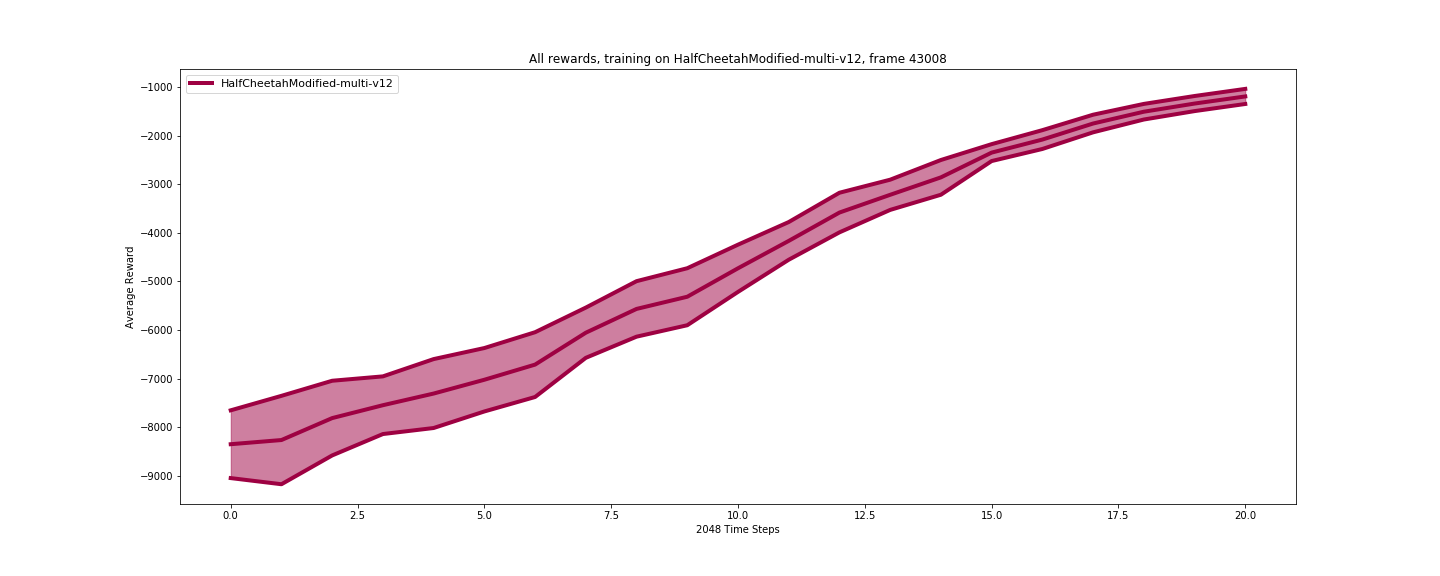 All rewards, training on HalfCheetahModified-multi-v12, frame 43008
HalfCheetahModified-multi-v12
Average Reward
−1000
−2000
−3000
−4000
−5000
−6000
−7000
−8000
−9000
0.0 2.5 5.0 7.5 10.0 12.5 15.0 17.5 20.0
2048 Time Steps